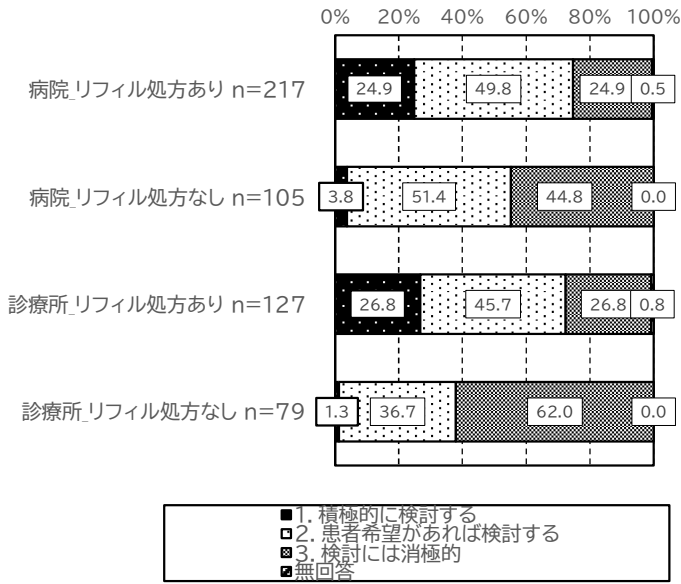 0% 20% 40% 60% 80% 100%
病院_リフィル処方あり n=217 24.9 49.8 24.9 0.5
病院_リフィル処方なし n=105 3.8 51.4 44.8 0.0
診療所_リフィル処方あり n=127 26.8 45.7 26.8 0.8
診療所_リフィル処方なし n=79 1.3 36.7 62.0 0.0
1. 積極的に検討する
2. 患者希望があれば検討する
3. 検討には消極的
無回答